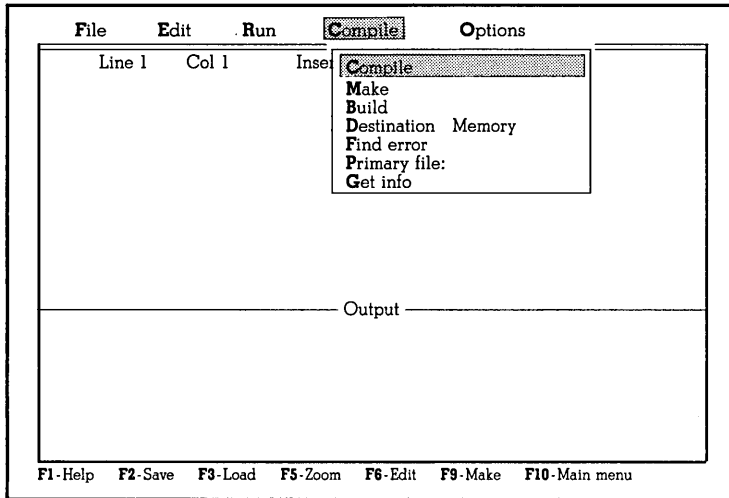 File Edit Run Compile Options
Line 1 Col 1 Inser
Compile
Make
Build
Destination Memory
Find error
Primary file:
Get info
Output
F1-Help F2-Save F3-Load F5-Zoom F6-Edit F9-Make F10-Main menu